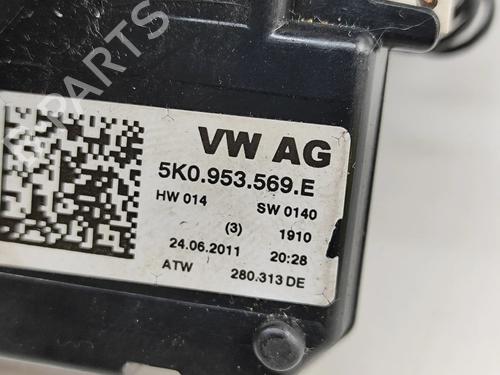 B-PARTS
VW AG
5K0.953.569.E
HW 014 SW 0140
(3) 1910
24.06.2011 20:28
ATW 280.313 DE